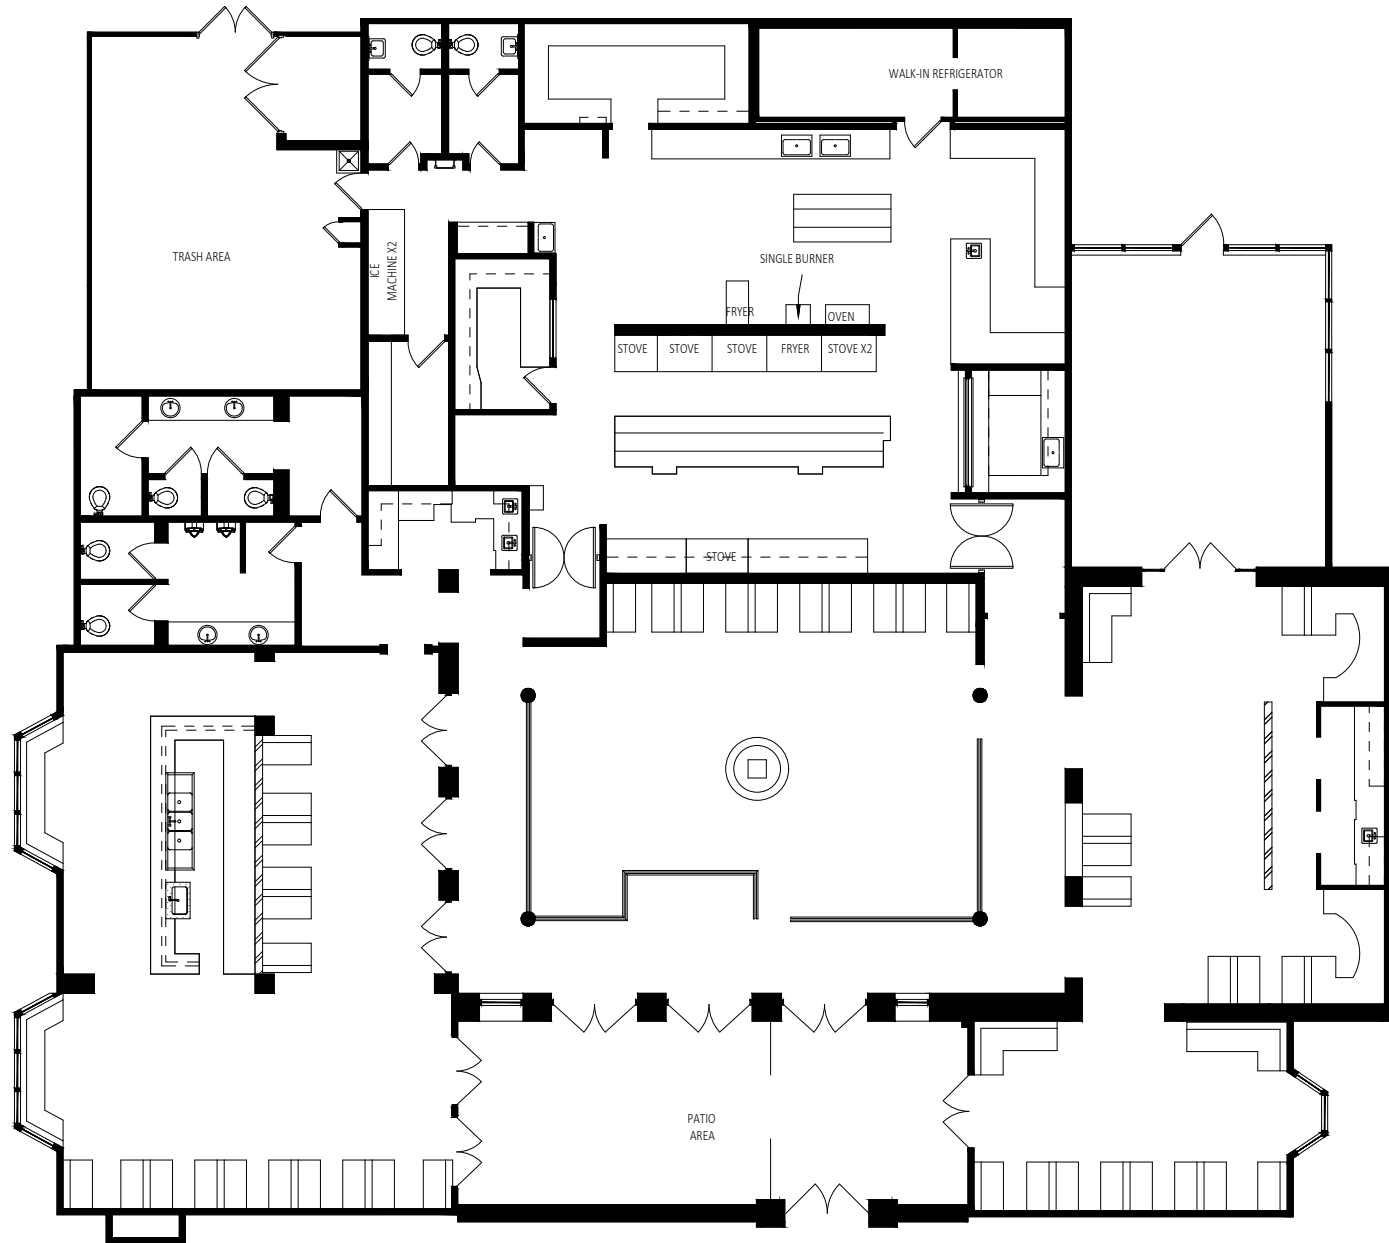 WALK-IN REFRIGERATOR
TRASH AREA
ICE
MACHINE X2
SINGLE BURNER
FRYER
OVEN
STOVE
STOVE
STOVE
FRYER
STOVE X2
STOVE
PATIO
AREA